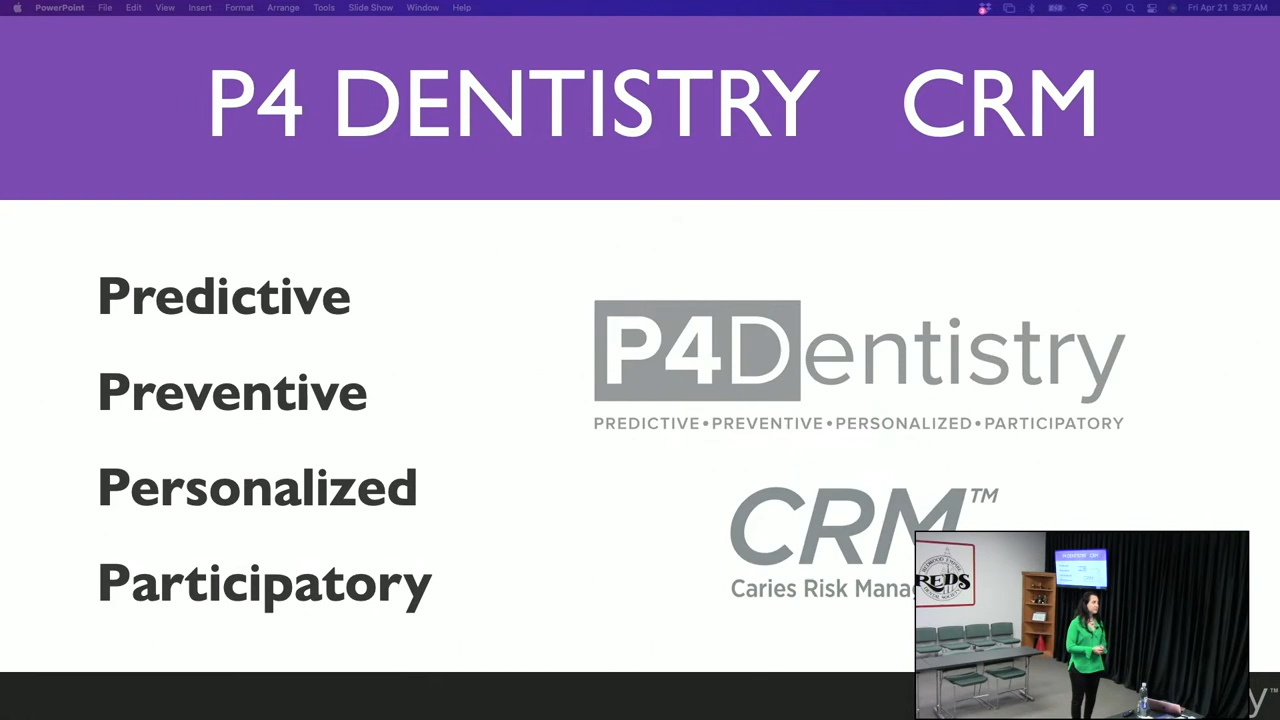 PowerPoint File Edit View Insert Format Arrange Tools Slide Show Window Help Fri Apr 21 9:37 AM
P4 DENTISTRY CRM
Predictive
Preventive
Personalized
Participatory
P4Dentistry
PREDICTIVE•PREVENTIVE•PERSONALIZED•PARTICIPATORY
CRM™
Caries Risk Mana
REDS
y™